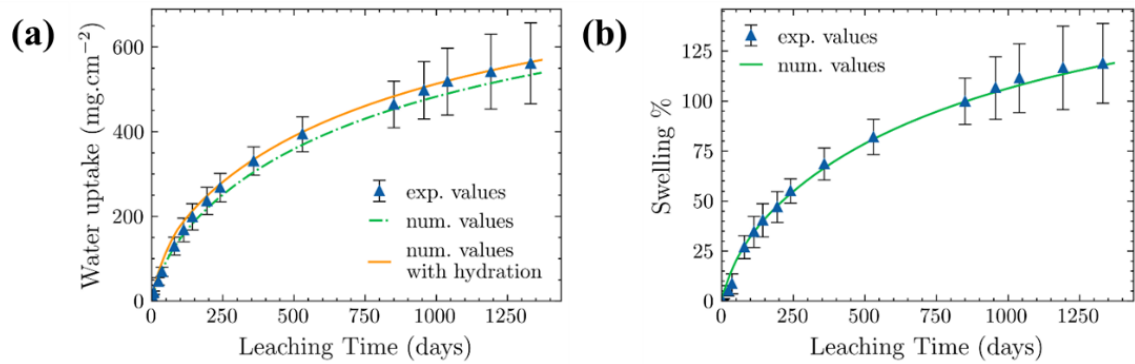 (a)
Water uptake (mg.cm−2)
600
400
200
0
exp. values
num. values
num. values
with hydration
0 250 500 750 1000 1250
Leaching Time (days)
(b)
Swelling %
125
100
75
50
25
0
exp. values
num. values
0 250 500 750 1000 1250
Leaching Time (days)